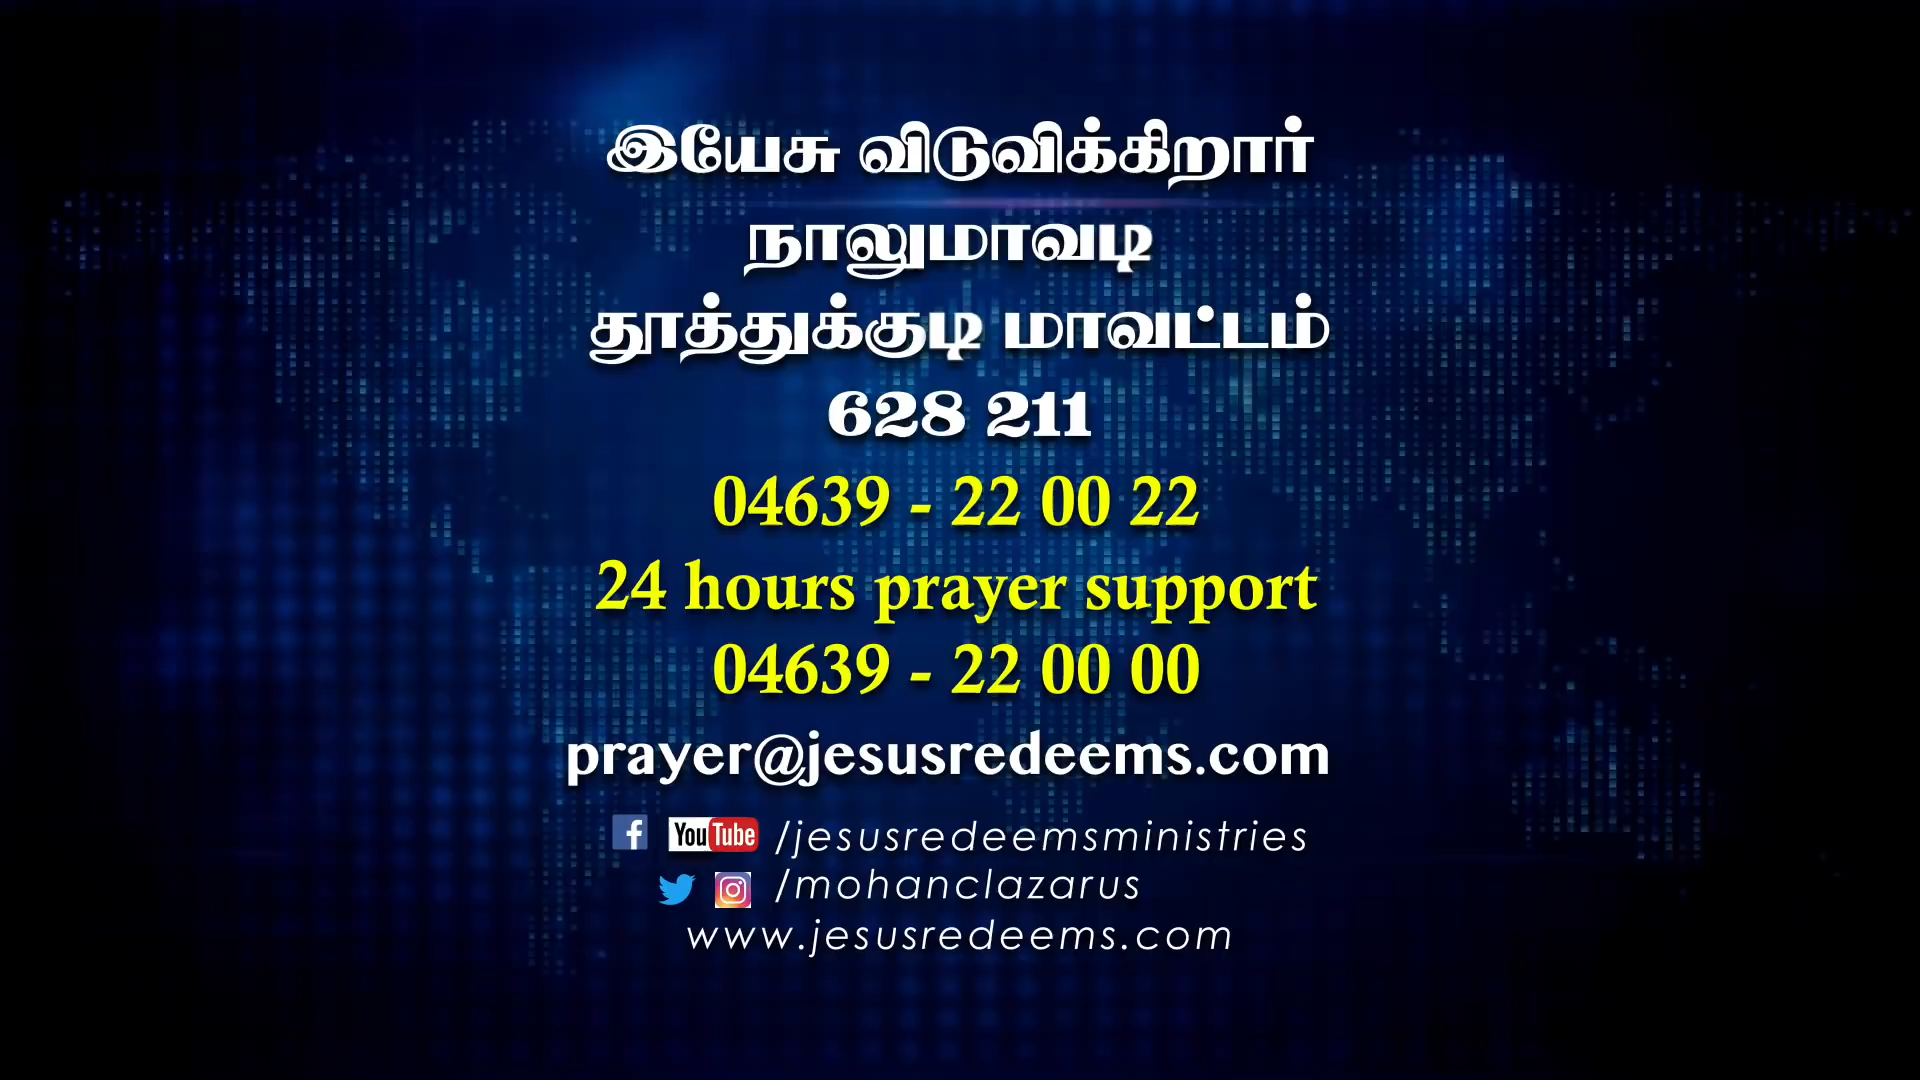 இயேசு விடுவிக்கிறார்
நாலுமாவடி
தூத்துக்குடி மாவட்டம்
628 211
04639 - 22 00 22
24 hours prayer support
04639 - 22 00 00
prayer@jesusredeems.com
f YouTube /jesusredeemsministries
/mohanclazarus
www.jesusredeems.com